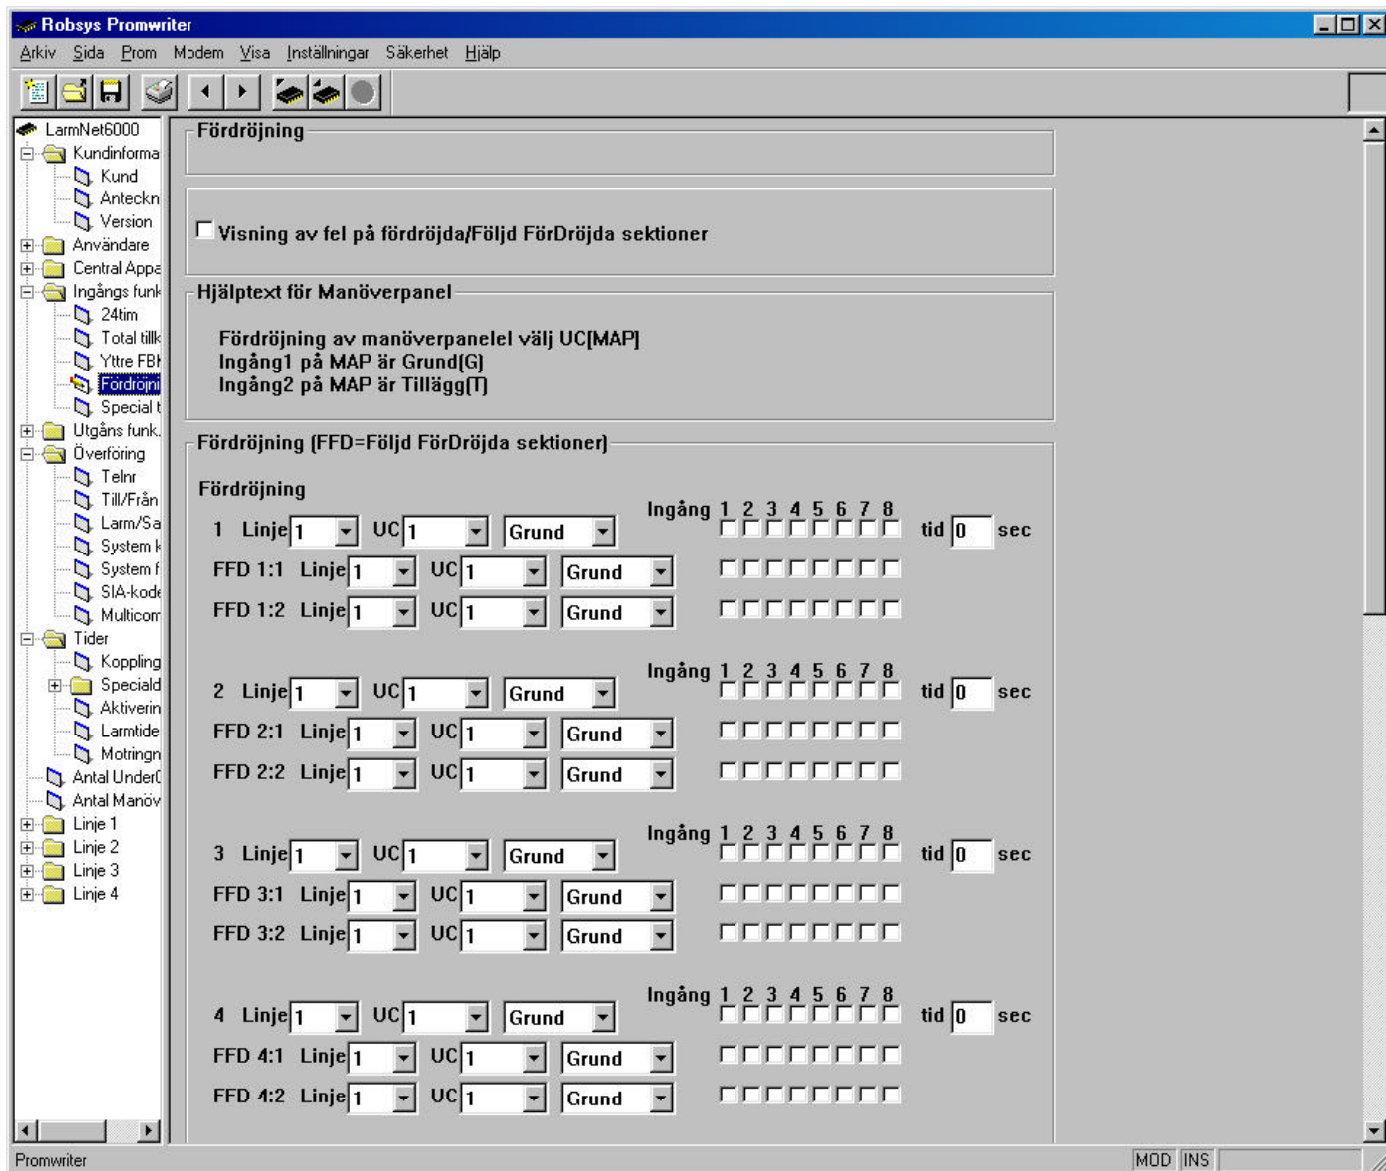 Robsys Promwriter
Arkiv Sida Prom Modem Visa Inställningar Säkerhet Hjälp
LarmNet6000
Kundinforma
Kund
Anteckn
Version
Användare
Central Appa
Ingångs funk
24tim
Total tillk
Yttre FBK
Fördröjni
Special t
Utgåns funk.
Överföring
Telnr
Till/Från
Larm/Sa
System k
System f
SIA-kode
Multicom
Tider
Koppling
Speciald
Aktiverin
Larmtide
Motringn
Antal UnderC
Antal Manöv
Linje 1
Linje 2
Linje 3
Linje 4
Fördröjning
Visning av fel på fördröjda/Följd FörDröjda sektioner
Hjälptext för Manöverpanel
Fördröjning av manöverpanelel välj UC[MAP]
Ingång1 på MAP är Grund(G)
Ingång2 på MAP är Tillägg(T)
Fördröjning (FFD=Följd FörDröjda sektioner)
Fördröjning
Ingång 1 2 3 4 5 6 7 8
1 Linje 1 UC 1 Grund tid 0 sec
FFD 1:1 Linje 1 UC 1 Grund
FFD 1:2 Linje 1 UC 1 Grund
Ingång 1 2 3 4 5 6 7 8
2 Linje 1 UC 1 Grund tid 0 sec
FFD 2:1 Linje 1 UC 1 Grund
FFD 2:2 Linje 1 UC 1 Grund
Ingång 1 2 3 4 5 6 7 8
3 Linje 1 UC 1 Grund tid 0 sec
FFD 3:1 Linje 1 UC 1 Grund
FFD 3:2 Linje 1 UC 1 Grund
Ingång 1 2 3 4 5 6 7 8
4 Linje 1 UC 1 Grund tid 0 sec
FFD 4:1 Linje 1 UC 1 Grund
FFD 4:2 Linje 1 UC 1 Grund
Promwriter
MOD INS